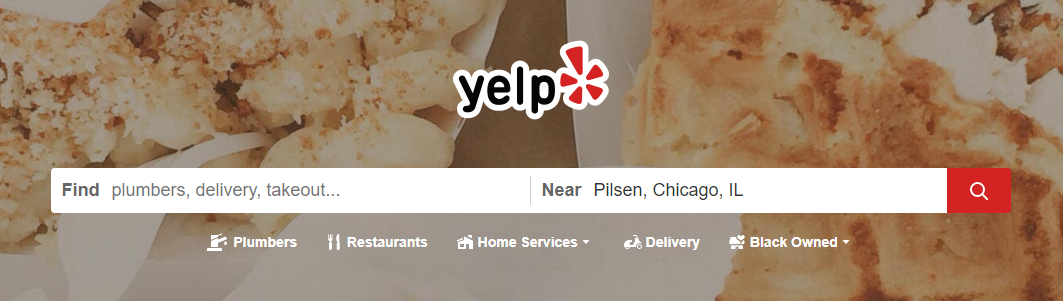 yelp
Find plumbers, delivery, takeout... Near Pilsen, Chicago, IL
Plumbers Restaurants Home Services Delivery Black Owned